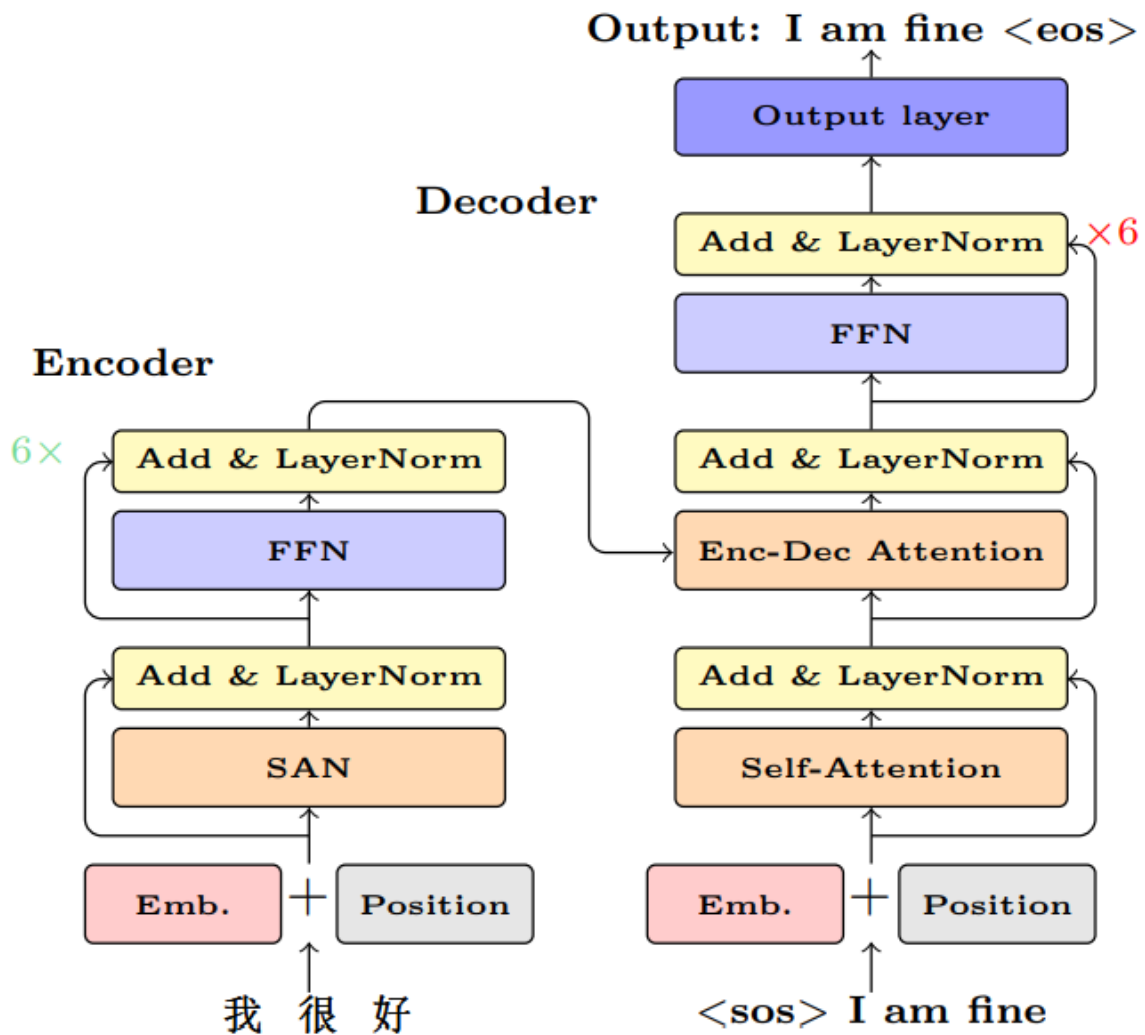 Output: I am fine <eos>
Output layer
Decoder
Add & LayerNorm
×6
FFN
Encoder
6×
Add & LayerNorm
FFN
Add & LayerNorm
SAN
Emb.
+
Position
我 很 好
Add & LayerNorm
Enc-Dec Attention
Add & LayerNorm
Self-Attention
Emb.
+
Position
<sos> I am fine